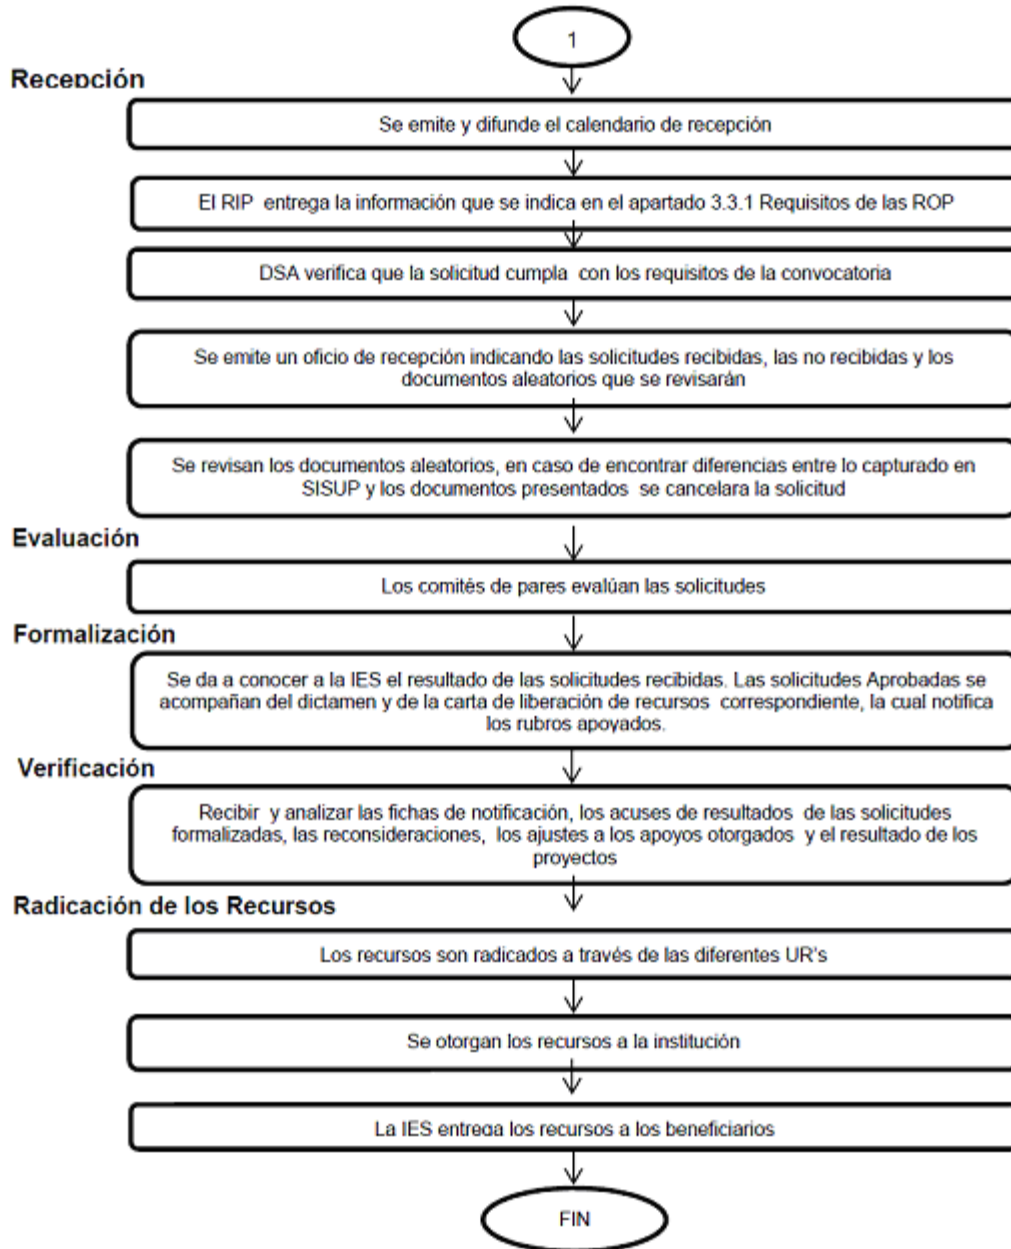 1
Recepción
Se emite y difunde el calendario de recepción
El RIP entrega la información que se indica en el apartado 3.3.1 Requisitos de las ROP
DSA verifica que la solicitud cumpla con los requisitos de la convocatoria
Se emite un oficio de recepción indicando las solicitudes recibidas, las no recibidas y los
documentos aleatorios que se revisarán
Se revisan los documentos aleatorios, en caso de encontrar diferencias entre lo capturado en
SISUP y los documentos presentados se cancelara la solicitud
Evaluación
Los comités de pares evalúan las solicitudes
Formalización
Se da a conocer a la IES el resultado de las solicitudes recibidas. Las solicitudes Aprobadas se
acompañan del dictamen y de la carta de liberación de recursos correspondiente, la cual notifica
los rubros apoyados.
Verificación
Recibir y analizar las fichas de notificación, los acuses de resultados de las solicitudes
formalizadas, las reconsideraciones, los ajustes a los apoyos otorgados y el resultado de los
proyectos
Radicación de los Recursos
Los recursos son radicados a través de las diferentes UR's
Se otorgan los recursos a la institución
La IES entrega los recursos a los beneficiarios
FIN